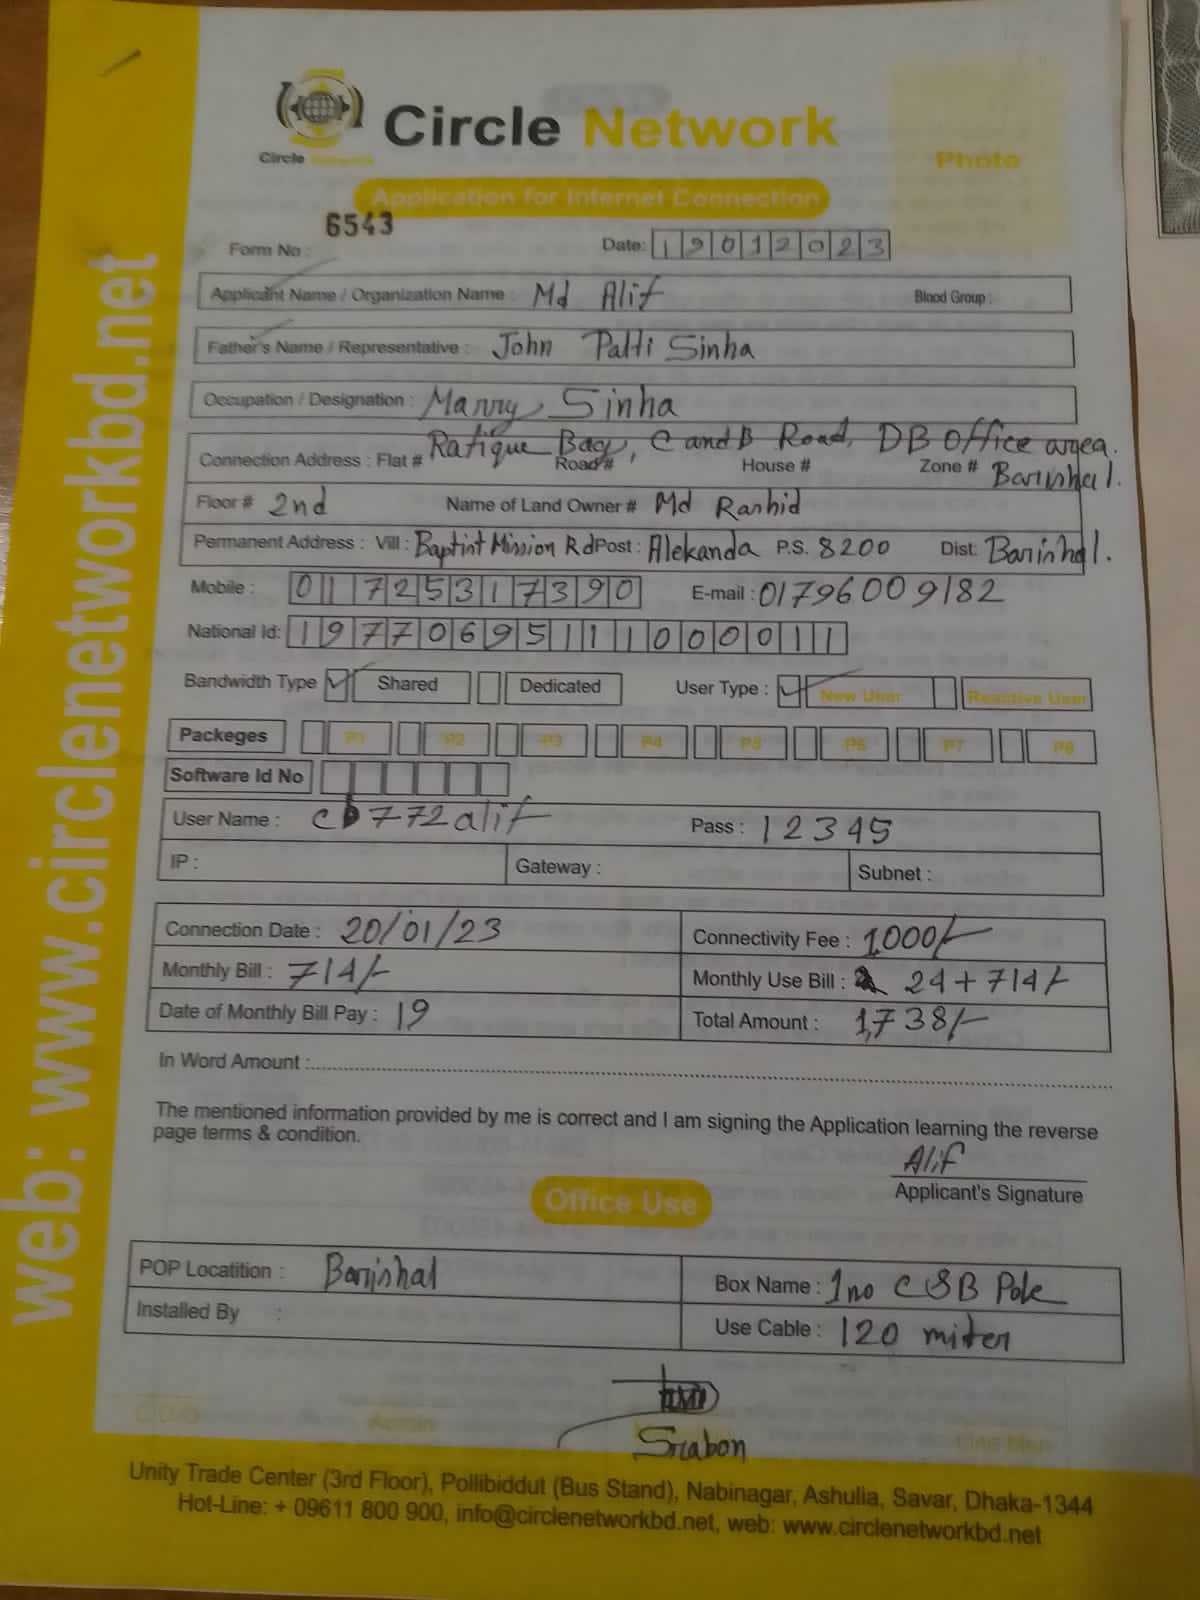 Circle Network
Circle Network
Photo
Application for Internet Connection
Form No : 6543
Date: 19012023
Applicant Name / Organization Name : Md Alif Blood Group :
Father's Name / Representative : John Palti Sinha
Occupation / Designation : Marry Sinha
Connection Address : Flat # Rafique Bag, C and B Road, DB Office area.
Road # House # Zone # Barishal.
Floor # 2nd Name of Land Owner # Md Rashid
Permanent Address : Vill : Baptist Mission Rd Post : Alekanda P.S. 8200 Dist: Barishal.
Mobile : 01725317390 E-mail : 01796009182
National Id: 19770695111000011
Bandwidth Type Shared Dedicated User Type : New User Reactive User
Packeges P1 P2 P3 P4 P5 P6 P7 P8
Software Id No
User Name : cb772alif Pass : 12345
IP : Gateway : Subnet :
Connection Date : 20/01/23 Connectivity Fee : 1,000/-
Monthly Bill : 714/- Monthly Use Bill : 24+714/-
Date of Monthly Bill Pay : 19 Total Amount : 1,738/-
In Word Amount :
The mentioned information provided by me is correct and I am signing the Application learning the reverse
page terms & condition.
Alif
Applicant's Signature
Office Use
POP Locatition : Barishal Box Name : 1no C&B Pole
Installed By : Use Cable : 120 miter
Srabon
Admin Line Man
Unity Trade Center (3rd Floor), Pollibiddut (Bus Stand), Nabinagar, Ashulia, Savar, Dhaka-1344
Hot-Line: + 09611 800 900, info@circlenetworkbd.net, web: www.circlenetworkbd.net
web: www.circlenetworkbd.net